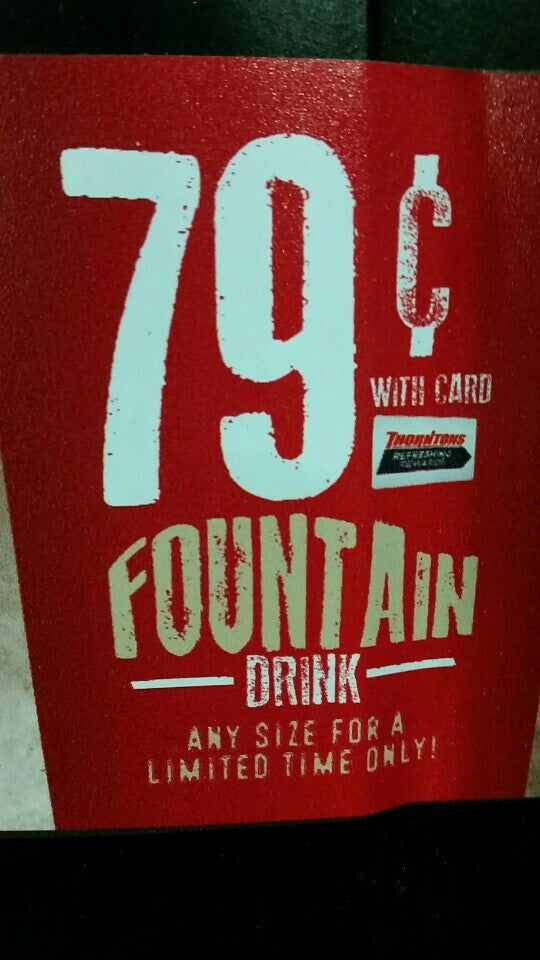 79¢
WITH CARD
THORNTONS
REFRESHING
REWARDS
FOUNTAIN
DRINK
ANY SIZE FOR A
LIMITED TIME ONLY!